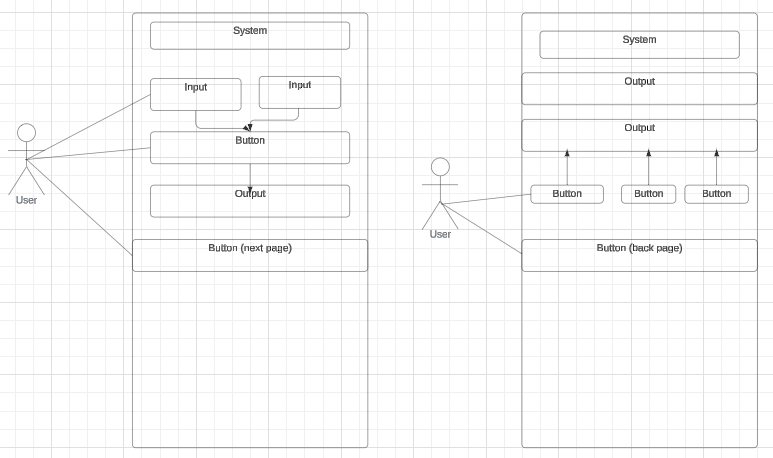 System
Input
Input
Button
Output
Button (next page)
User
System
Output
Output
Button
Button
Button
User
Button (back page)